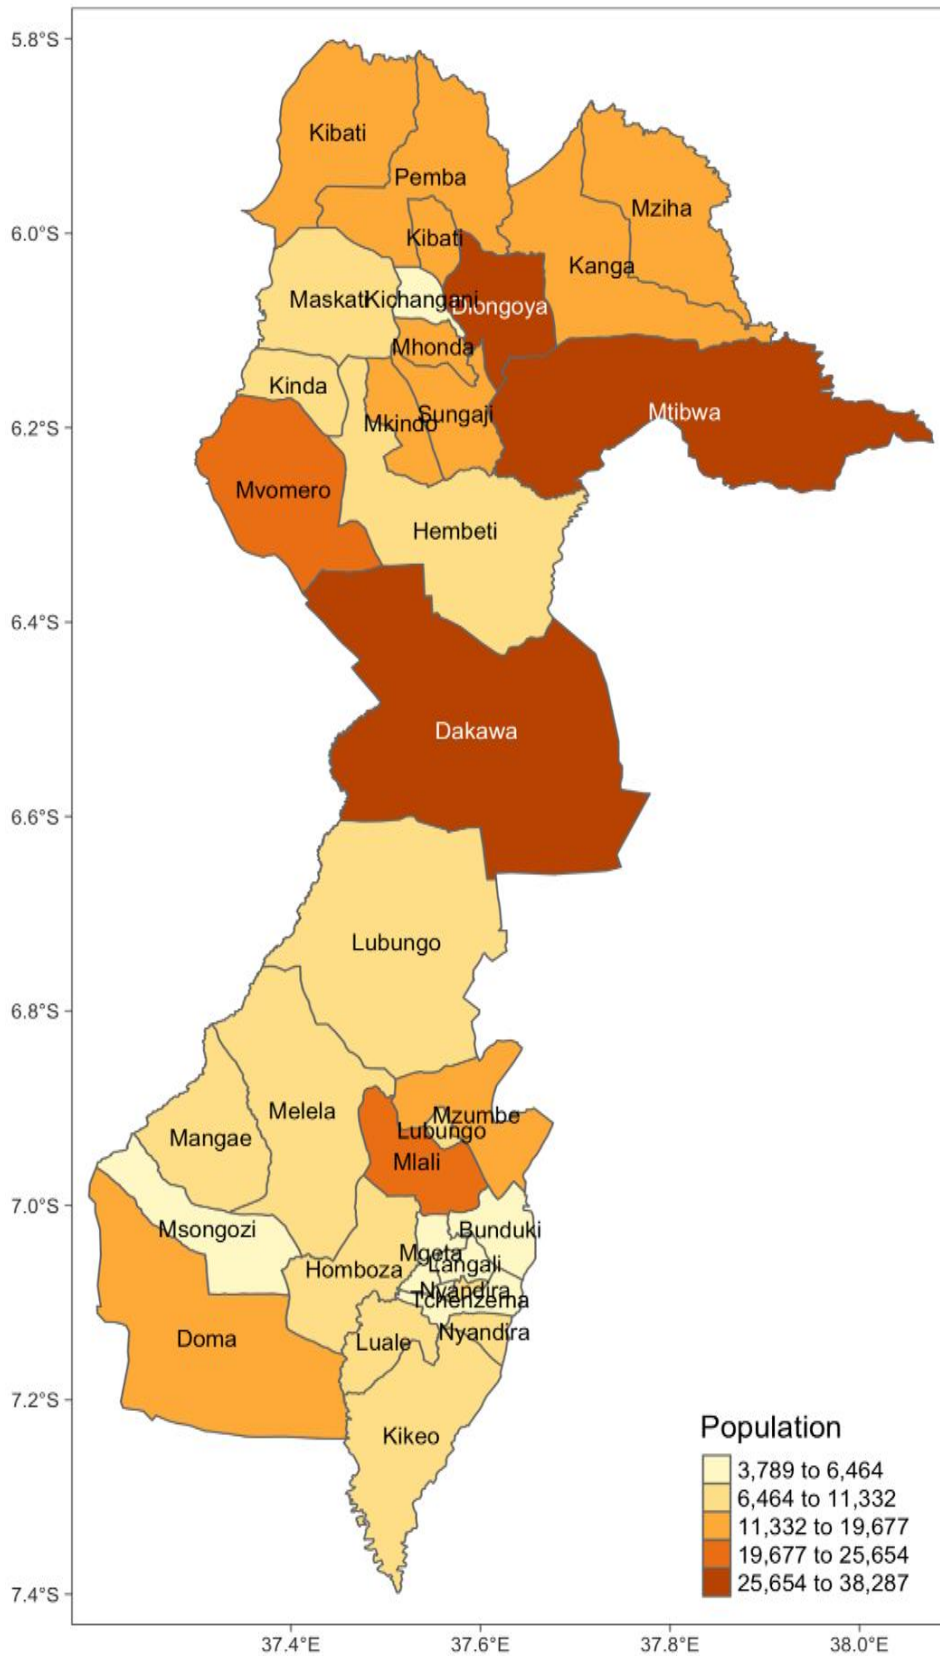 5.8°S
6.0°S
6.2°S
6.4°S
6.6°S
6.8°S
7.0°S
7.2°S
7.4°S
Kibati
Pemba
Mziha
Kibati
Kanga
Maskati
Kichangani
Diongoya
Mhonda
Kinda
Mtibwa
Sungaji
Mkindo
Mvomero
Hembeti
Dakawa
Lubungo
Melela
Mzumbe
Lubungo
Mangae
Mlali
Msongozi
Bunduki
Mgeta
Langali
Homboza
Nyandira
Tchenzema
Nyandira
Doma
Luale
Kikeo
Population
3,789 to 6,464
6,464 to 11,332
11,332 to 19,677
19,677 to 25,654
25,654 to 38,287
37.4°E
37.6°E
37.8°E
38.0°E